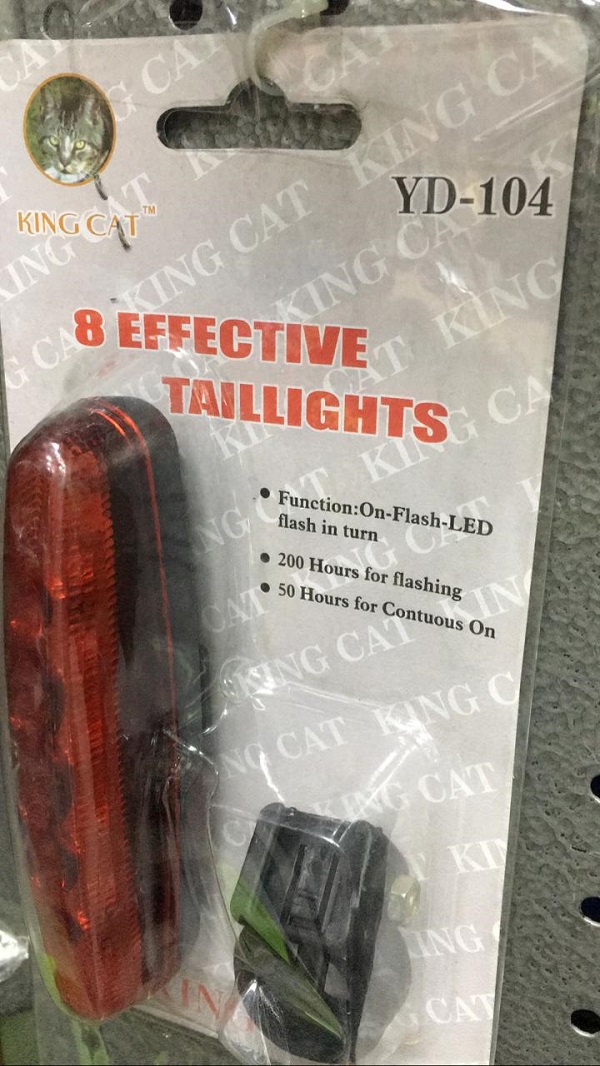 KING CAT™
YD-104
8 EFFECTIVE
TAILLIGHTS
• Function:On-Flash-LED
flash in turn
• 200 Hours for flashing
• 50 Hours for Contuous On